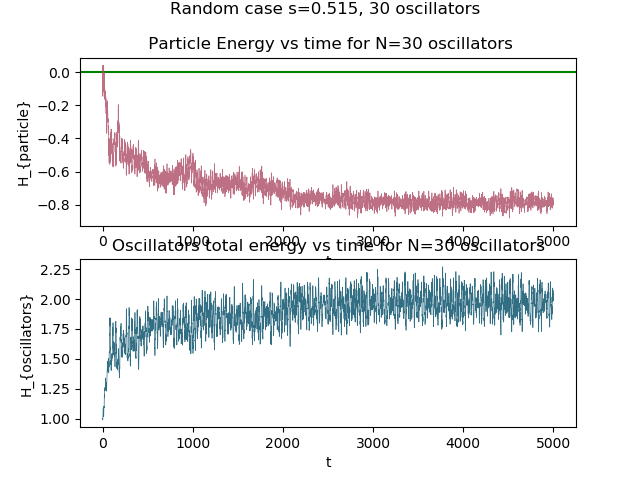 Random case s=0.515, 30 oscillators
Particle Energy vs time for N=30 oscillators
0.0
−0.2
−0.4
−0.6
−0.8
H_{particle}
0 1000 2000 3000 4000 5000
Oscillators total energy vs time for N=30 oscillators
2.25
2.00
1.75
1.50
1.25
1.00
H_{oscillators}
0 1000 2000 3000 4000 5000
t